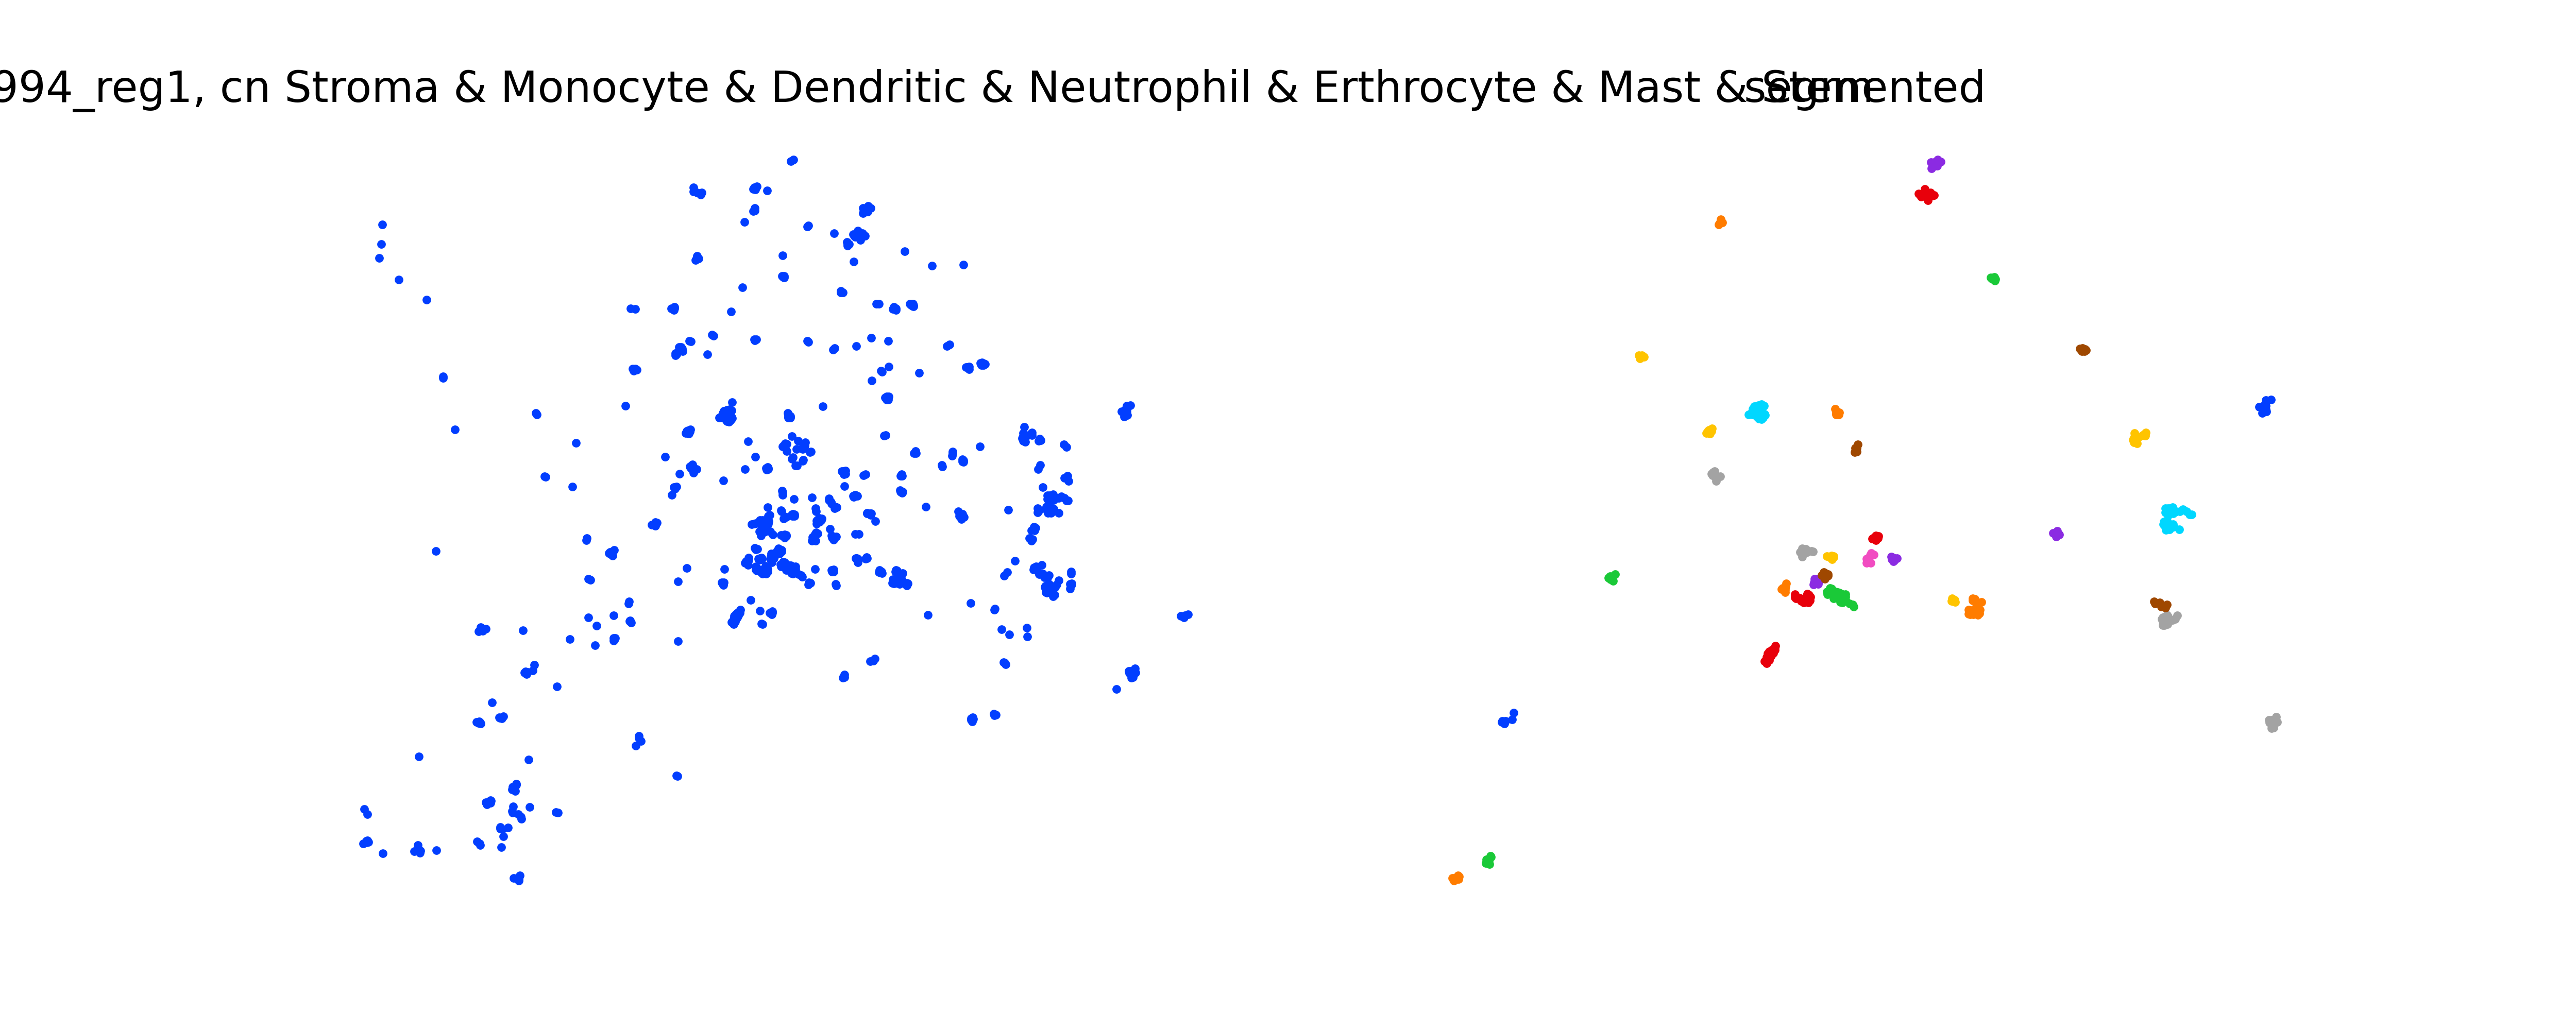 994_reg1, cn Stroma & Monocyte & Dendritic & Neutrophil & Erthrocyte & Mast & Stem
segmented